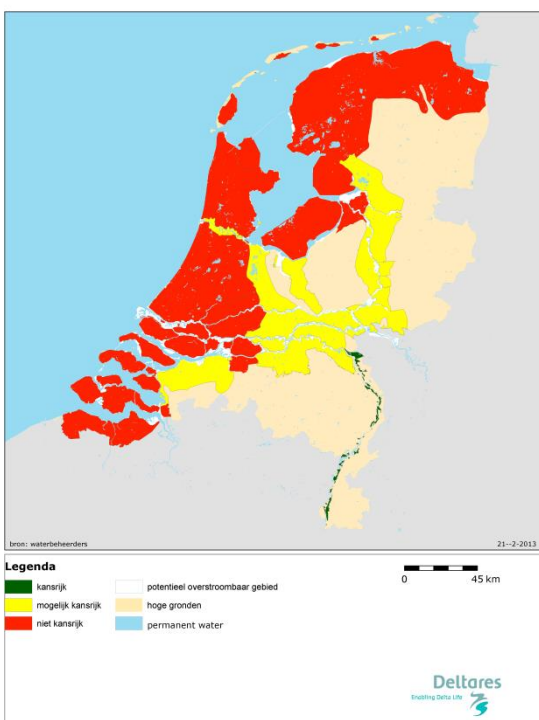 bron: waterbeheerders
21--2-2013
Legenda
kansrijk
mogelijk kansrijk
niet kansrijk
potentieel overstroombaar gebied
hoge gronden
permanent water
0 45 km
Deltares
Enabling Delta Life